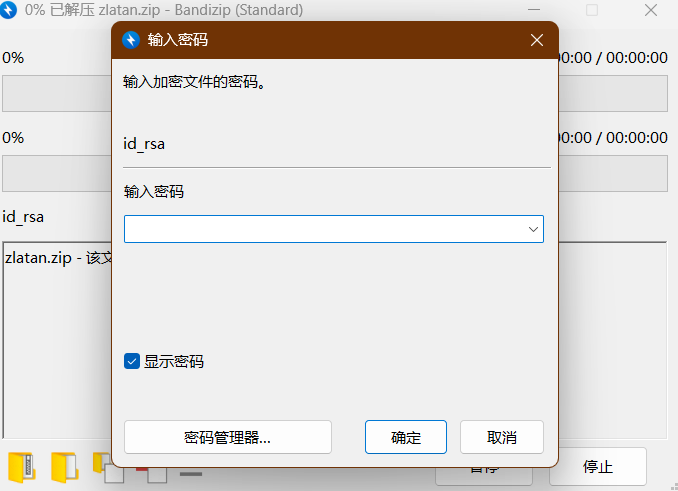 0% 已解压 zlatan.zip - Bandizip (Standard)
输入密码
0%
00:00 / 00:00:00
输入加密文件的密码。
0%
00:00 / 00:00:00
id_rsa
输入密码
id_rsa
zlatan.zip - 该文
显示密码
密码管理器...
确定
取消
暂停
停止